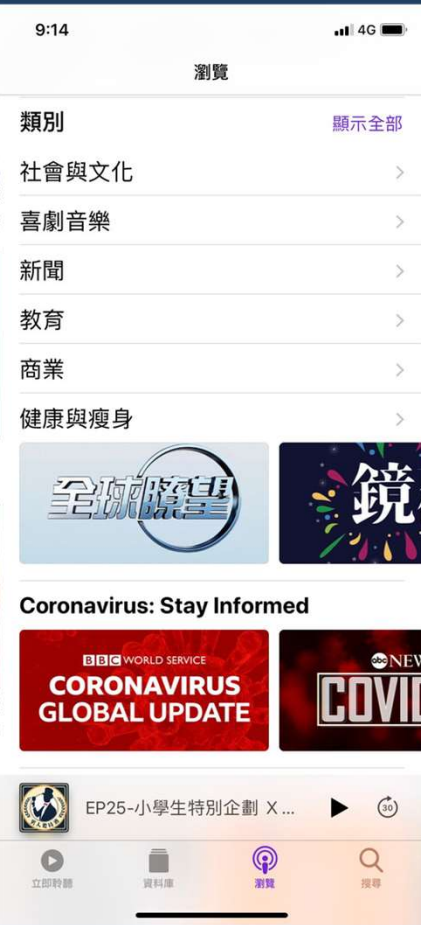 9:14
4G
瀏覽
類別
顯示全部
社會與文化
喜劇音樂
新聞
教育
商業
健康與瘦身
全球瞭望
鏡
Coronavirus: Stay Informed
BBC WORLD SERVICE
CORONAVIRUS
GLOBAL UPDATE
abc NEW
COVID
EP25-小學生特別企劃 X ...
30
立即聆聽
資料庫
瀏覽
搜尋